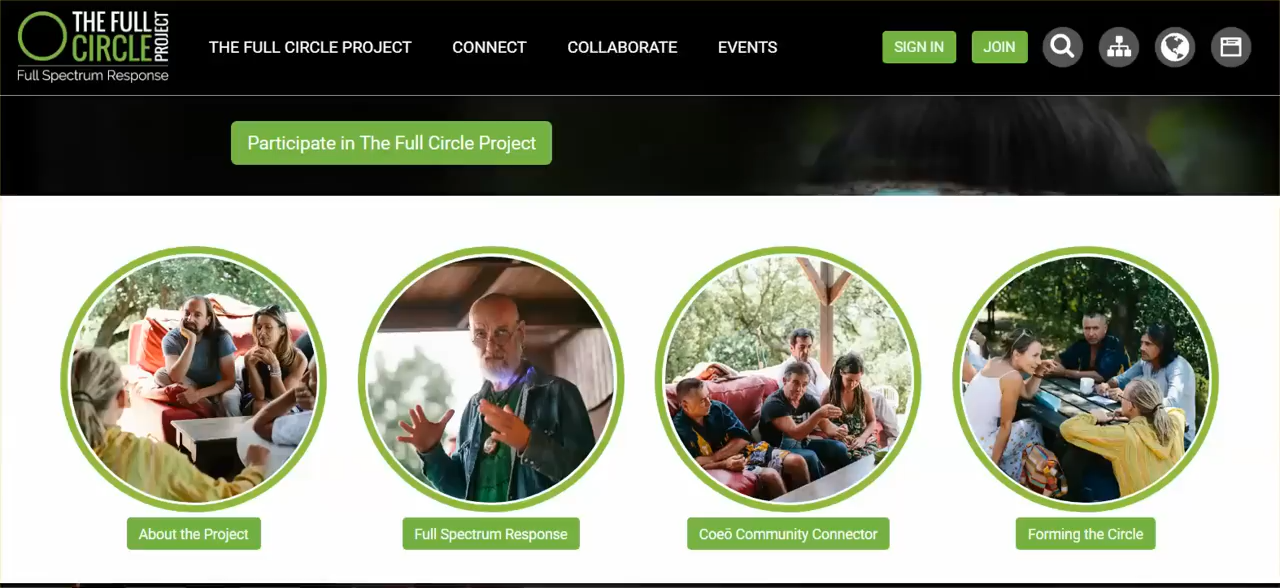 THE FULL
CIRCLE
PROJECT
Full Spectrum Response
THE FULL CIRCLE PROJECT
CONNECT
COLLABORATE
EVENTS
SIGN IN
JOIN
Participate in The Full Circle Project
About the Project
Full Spectrum Response
Coeō Community Connector
Forming the Circle